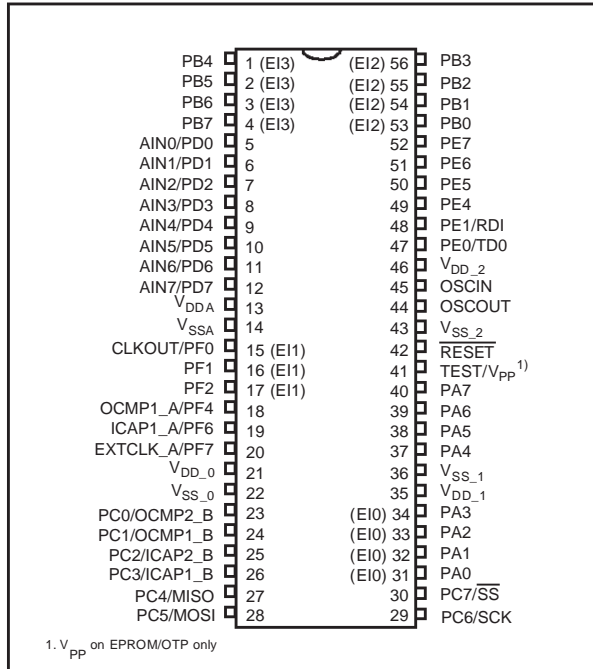 PB4 1 (EI3) (EI2) 56 PB3
PB5 2 (EI3) (EI2) 55 PB2
PB6 3 (EI3) (EI2) 54 PB1
PB7 4 (EI3) (EI2) 53 PB0
AIN0/PD0 5 52 PE7
AIN1/PD1 6 51 PE6
AIN2/PD2 7 50 PE5
AIN3/PD3 8 49 PE4
AIN4/PD4 9 48 PE1/RDI
AIN5/PD5 10 47 PE0/TD0
AIN6/PD6 11 46 VDD_2
AIN7/PD7 12 45 OSCIN
VDDA 13 44 OSCOUT
VSSA 14 43 VSS_2
CLKOUT/PF0 15 (EI1) 42 RESET
PF1 16 (EI1) 41 TEST/VPP1)
PF2 17 (EI1) 40 PA7
OCMP1_A/PF4 18 39 PA6
ICAP1_A/PF6 19 38 PA5
EXTCLK_A/PF7 20 37 PA4
VDD_0 21 36 VSS_1
VSS_0 22 35 VDD_1
PC0/OCMP2_B 23 (EI0) 34 PA3
PC1/OCMP1_B 24 (EI0) 33 PA2
PC2/ICAP2_B 25 (EI0) 32 PA1
PC3/ICAP1_B 26 (EI0) 31 PA0
PC4/MISO 27 30 PC7/SS
PC5/MOSI 28 29 PC6/SCK
1. VPP on EPROM/OTP only